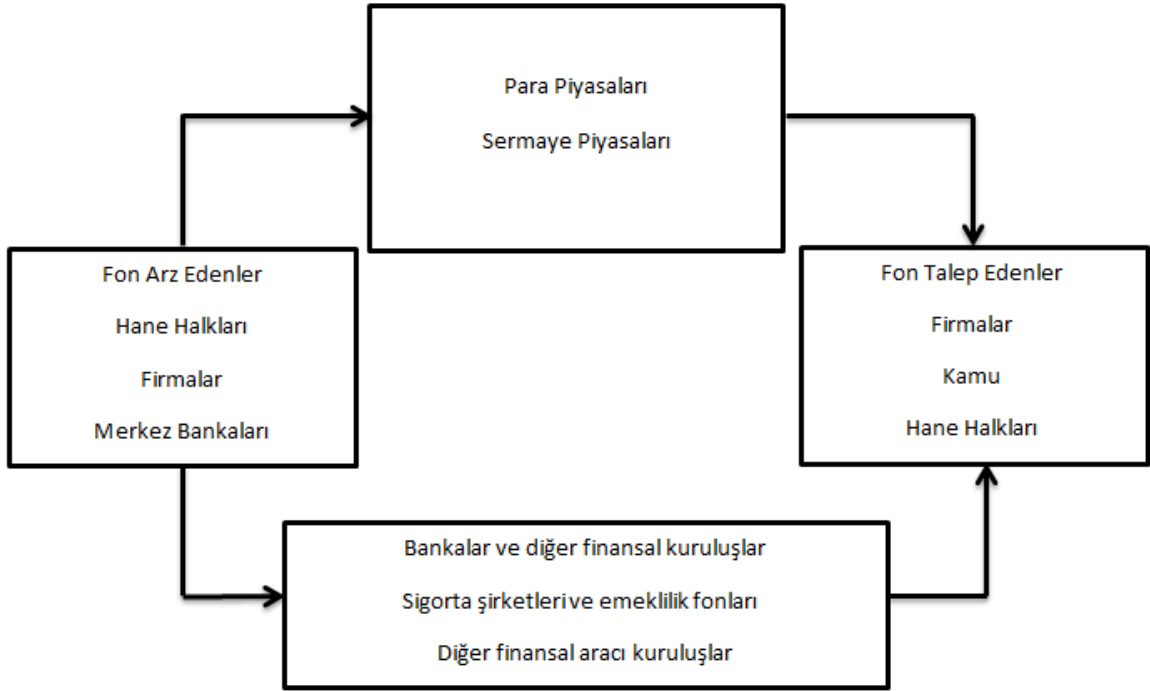 Para Piyasaları
Sermaye Piyasaları
Fon Arz Edenler
Hane Halkları
Firmalar
Merkez Bankaları
Fon Talep Edenler
Firmalar
Kamu
Hane Halkları
Bankalar ve diğer finansal kuruluşlar
Sigorta şirketleri ve emeklilik fonları
Diğer finansal aracı kuruluşlar